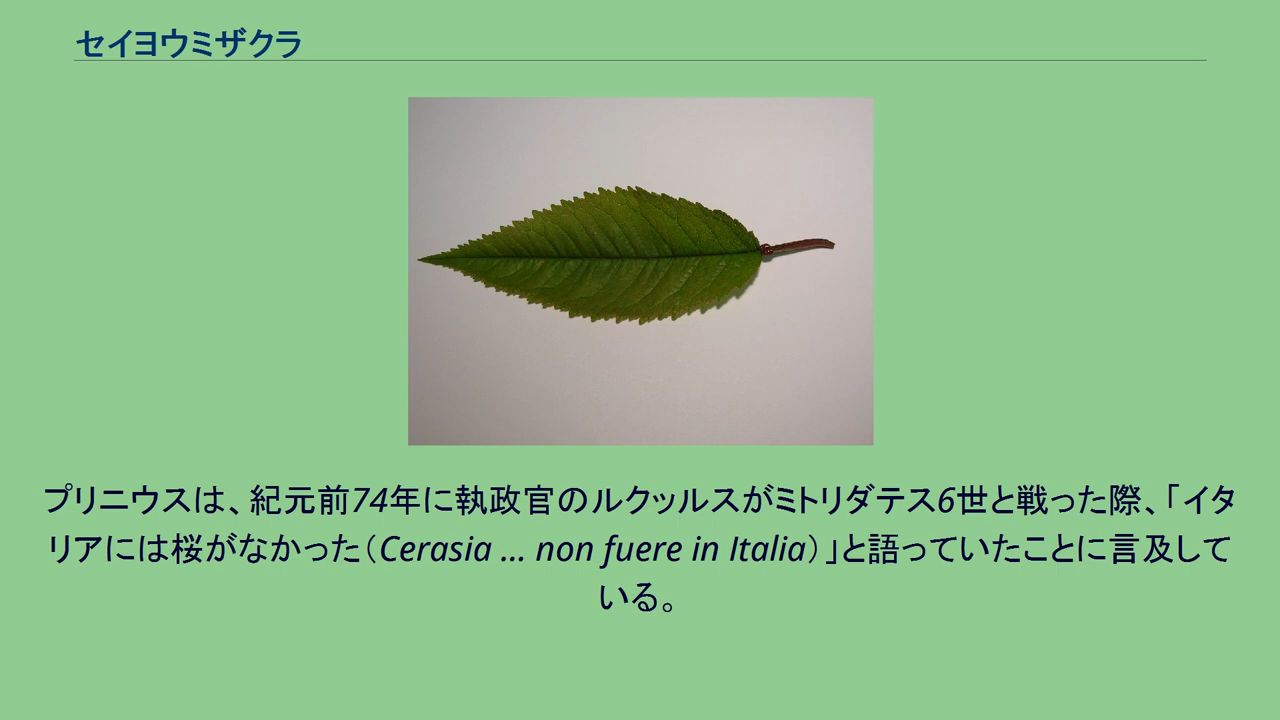 セイヨウミザクラ
プリニウスは、紀元前74年に執政官のルクッルスがミトリダテス6世と戦った際、「イタ
リアには桜がなかった（Cerasia ... non fuere in Italia）」と語っていたことに言及して
いる。